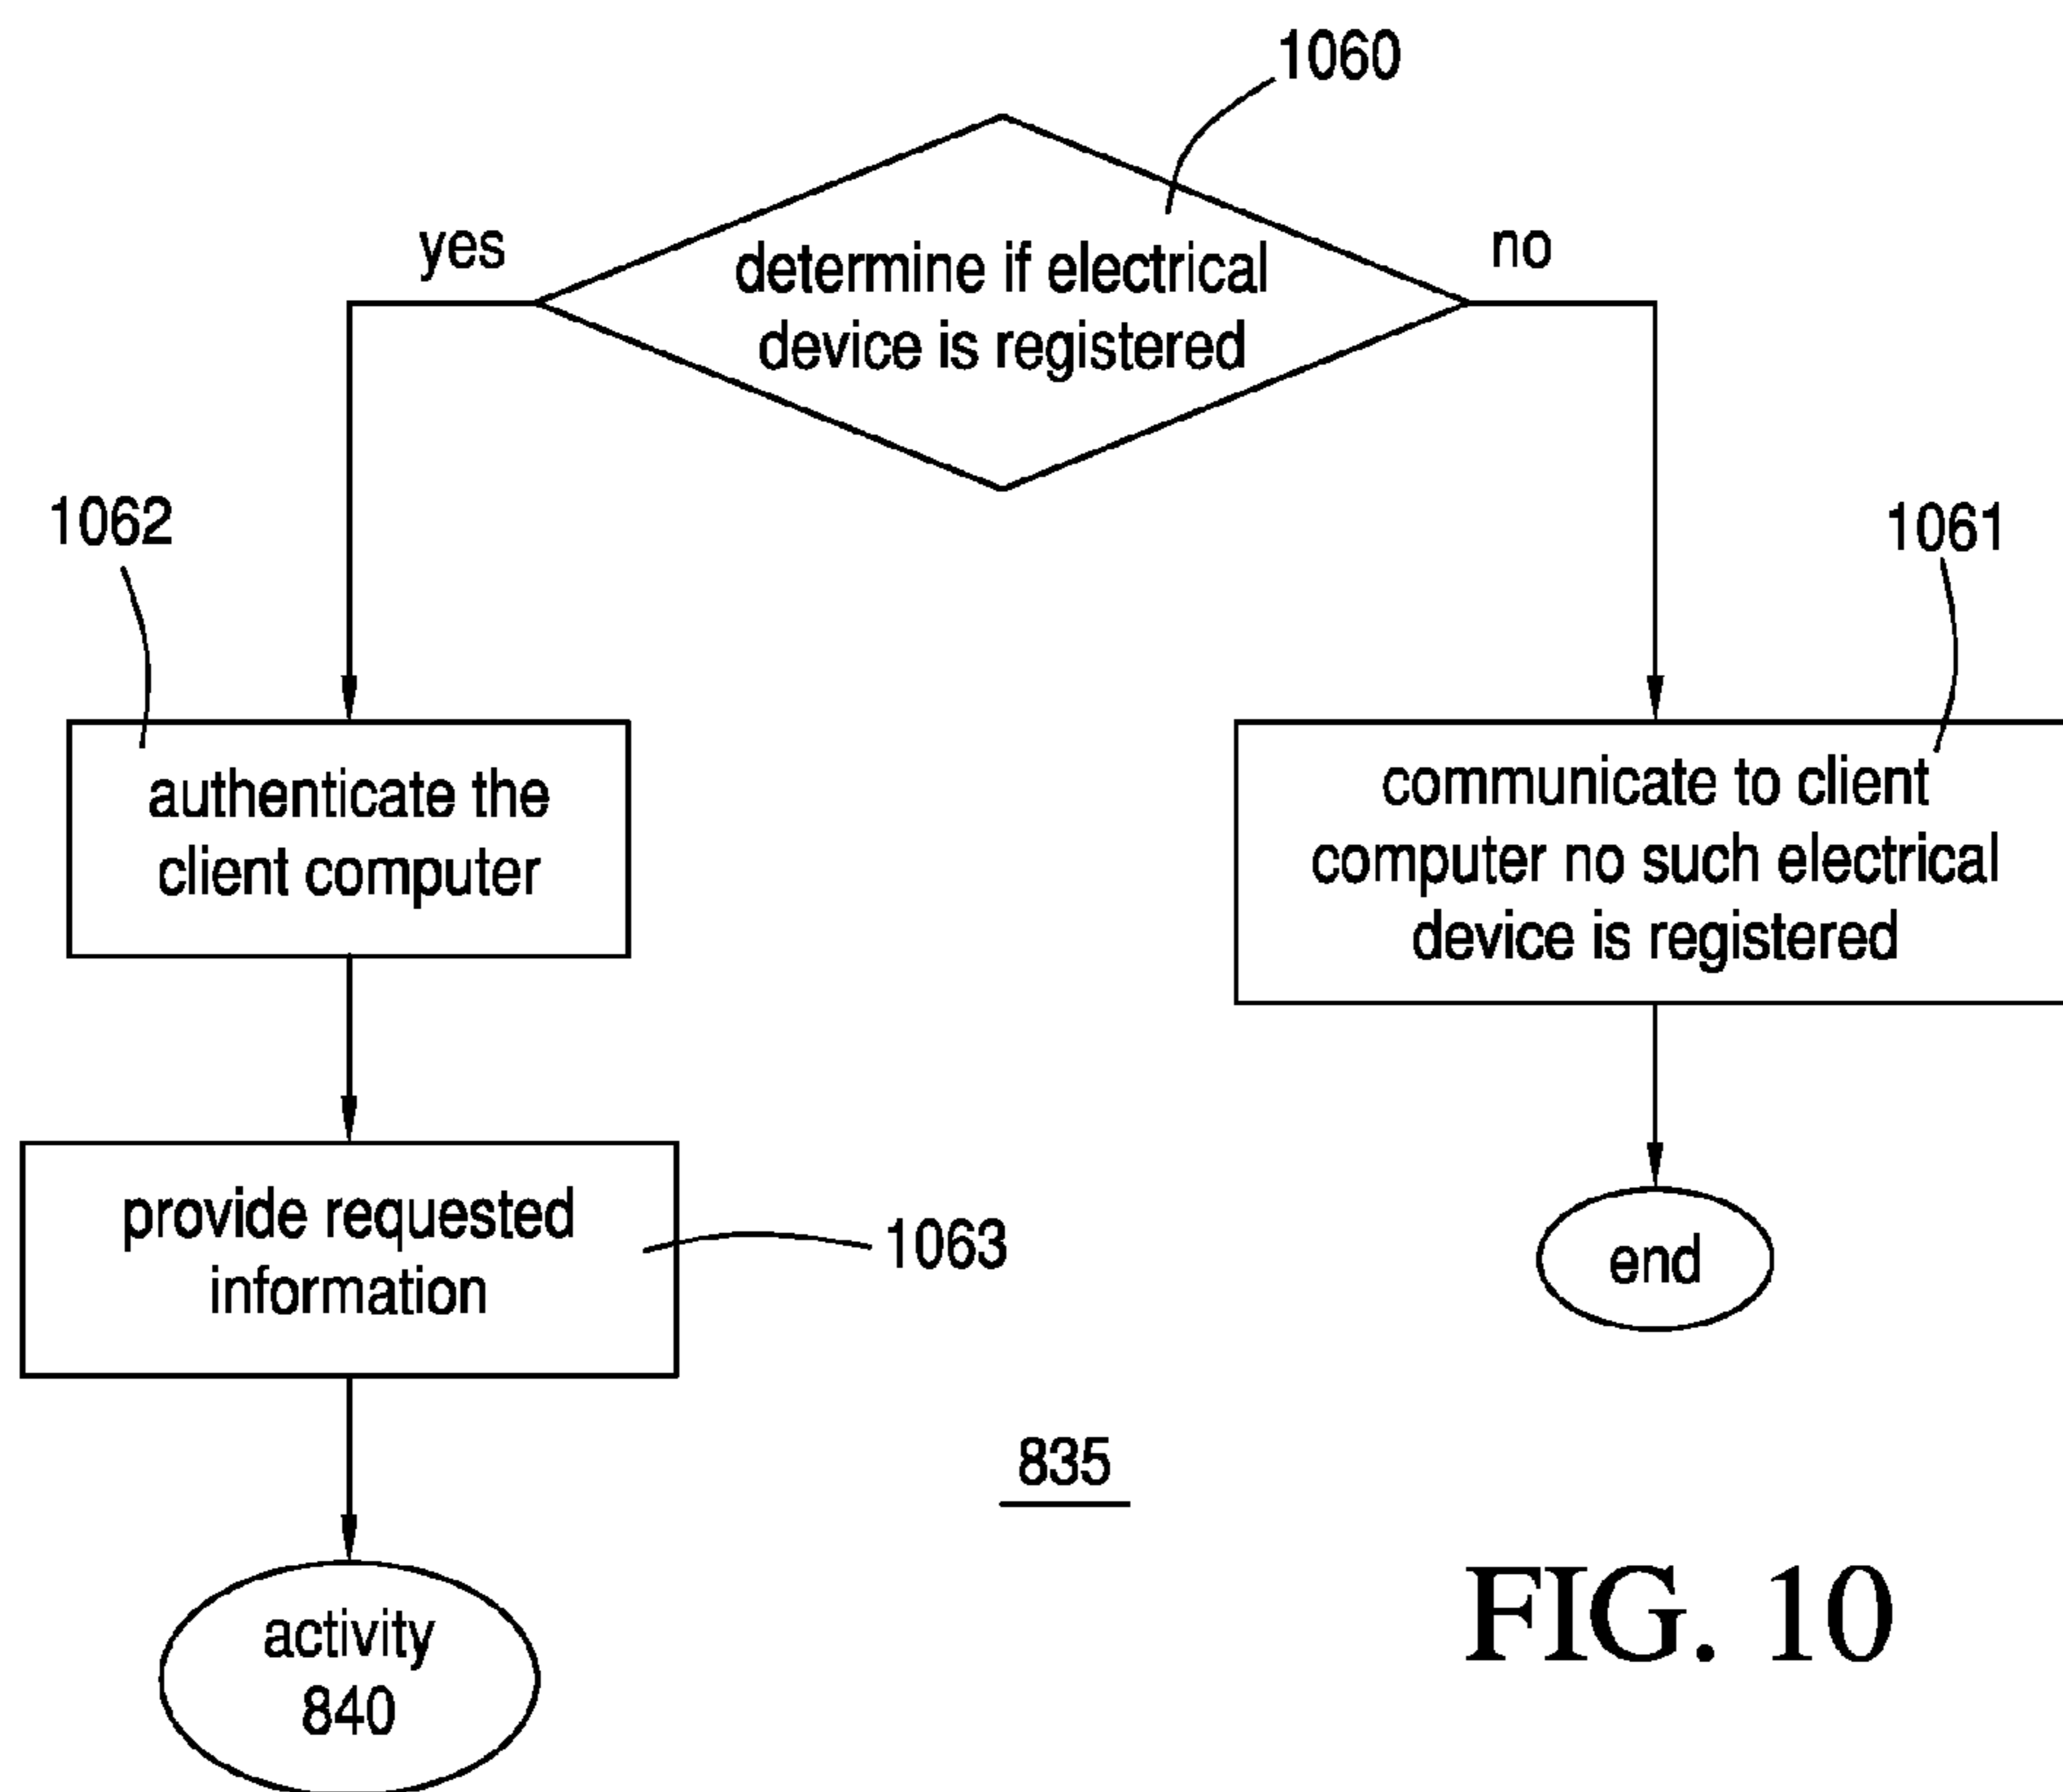 1060
yes
no
determine if electrical
device is registered
1062
1061
authenticate the
client computer
communicate to client
computer no such electrical
device is registered
provide requested
information
1063
end
835
activity
840
FIG. 10